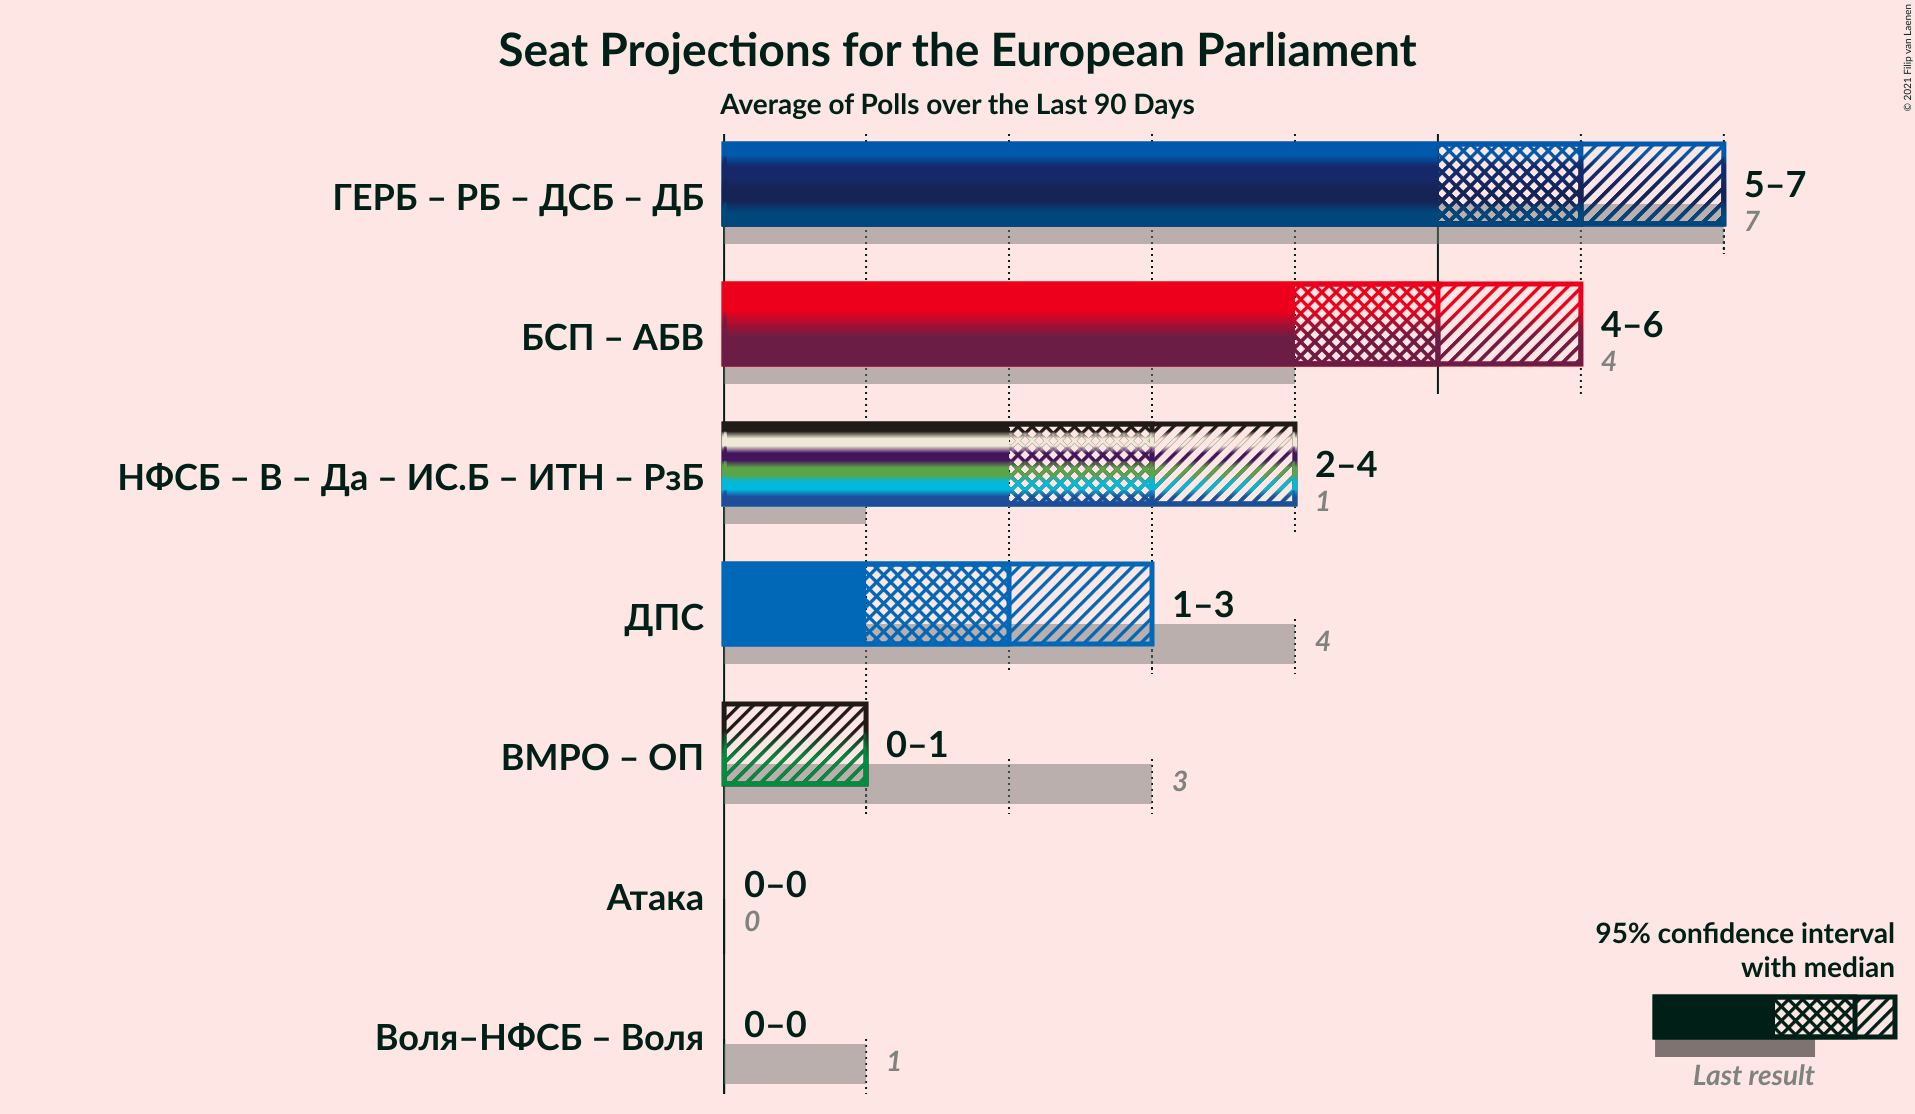 Seat Projections for the European Parliament
Average of Polls over the Last 90 Days
© 2021 Filip van Laenen
ГЕРБ – РБ – ДСБ – ДБ
5–7
7
БСП – АБВ
4–6
4
НФСБ – В – Да – ИС.Б – ИТН – РзБ
2–4
1
ДПС
1–3
4
ВМРО – ОП
0–1
3
Атака
0–0
0
Воля–НФСБ – Воля
0–0
1
95% confidence interval
with median
Last result